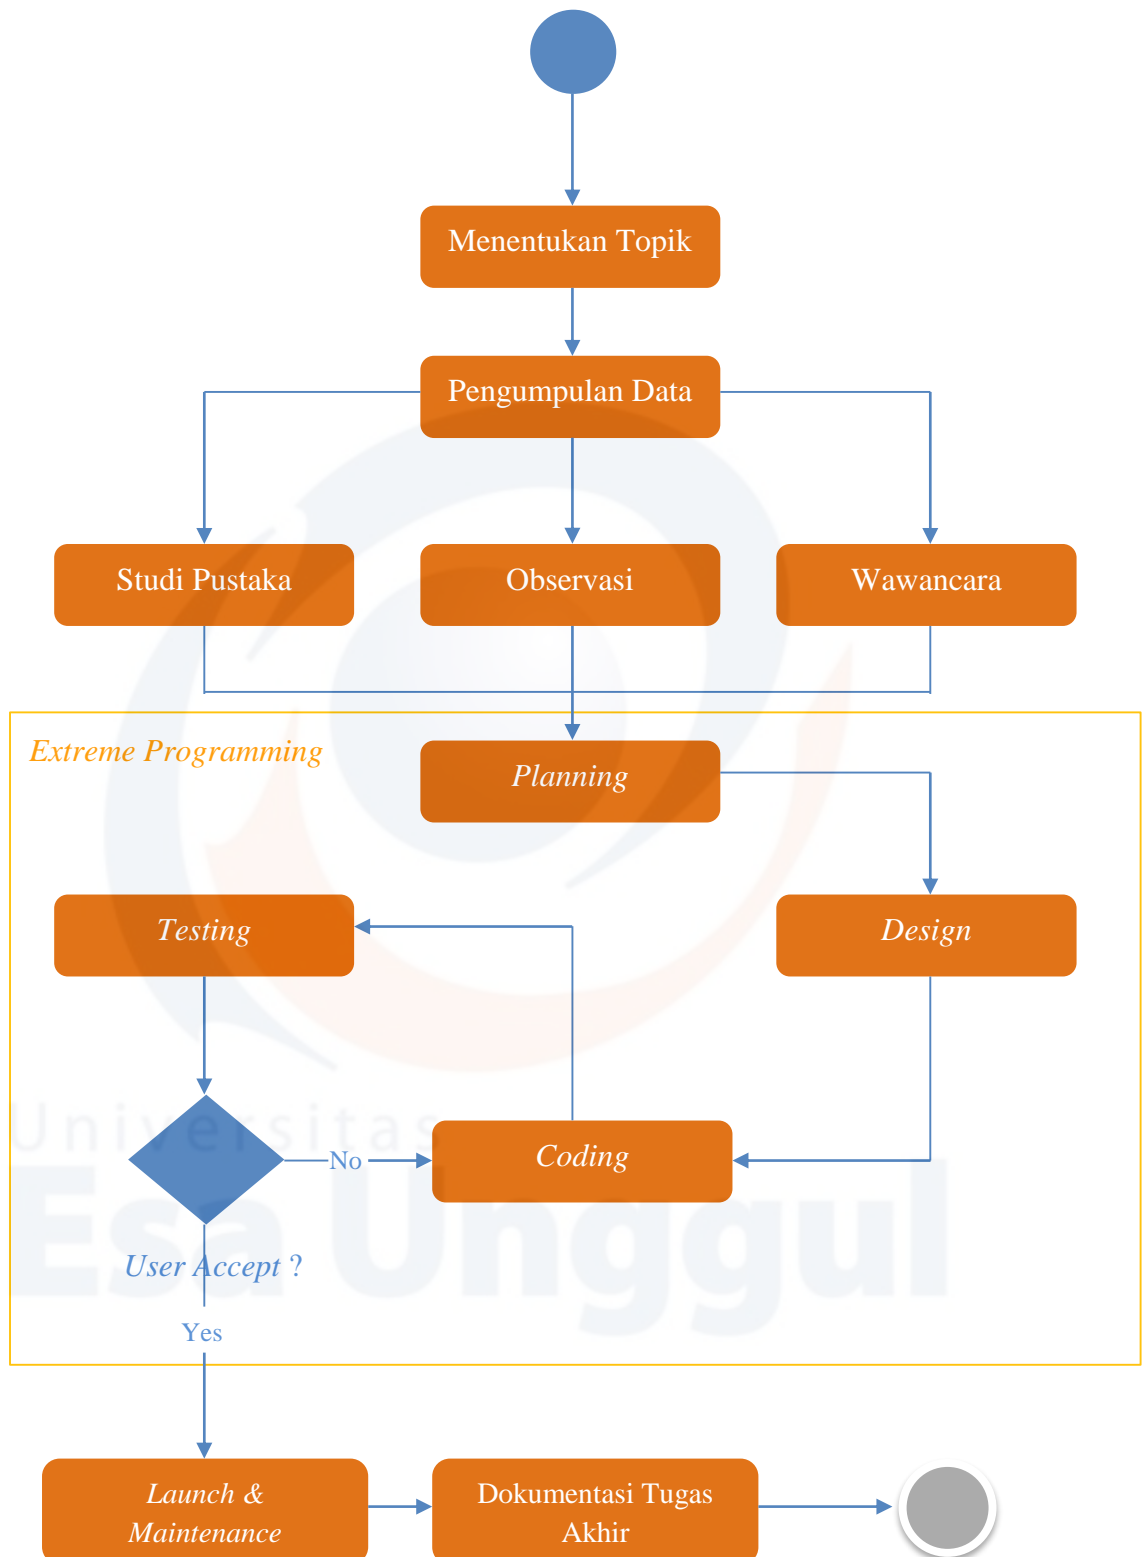 Menentukan Topik
Pengumpulan Data
Studi Pustaka
Observasi
Wawancara
Extreme Programming
Planning
Testing
Design
Universitas
Esa Unggul
No
Coding
User Accept ?
Yes
Launch &
Maintenance
Dokumentasi Tugas
Akhir